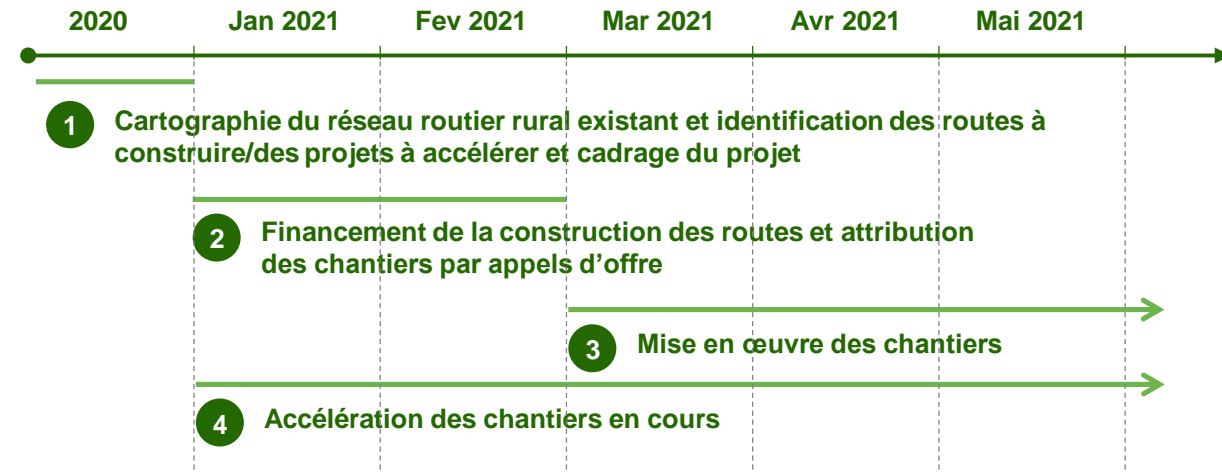 2020 Jan 2021 Fev 2021 Mar 2021 Avr 2021 Mai 2021
1 Cartographie du réseau routier rural existant et identification des routes à
construire/des projets à accélérer et cadrage du projet
2 Financement de la construction des routes et attribution
des chantiers par appels d’offre
3 Mise en œuvre des chantiers
4 Accélération des chantiers en cours